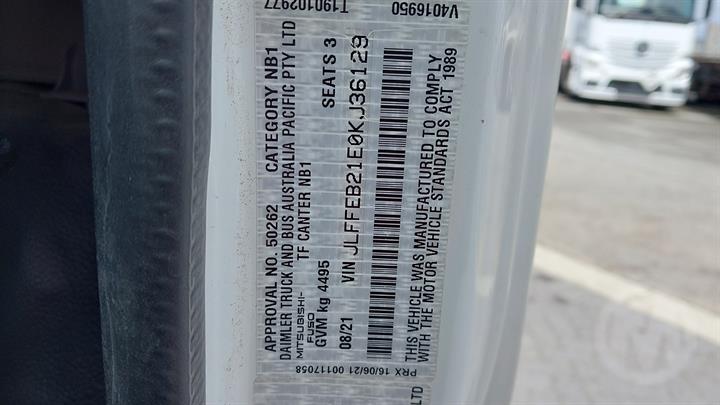 T190102977
V4016950
APPROVAL NO. 50262 CATEGORY NB1
DAIMLER TRUCK AND BUS AUSTRALIA PACIFIC PTY LTD
MITSUBISHI- TF CANTER NB1
FUSO
GVM kg 4495 SEATS 3
08/21 VIN JLFFEB21E0KJ36129
THIS VEHICLE WAS MANUFACTURED TO COMPLY
WITH THE MOTOR VEHICLE STANDARDS ACT 1989
PRX 16/06/21 00117058
LTD